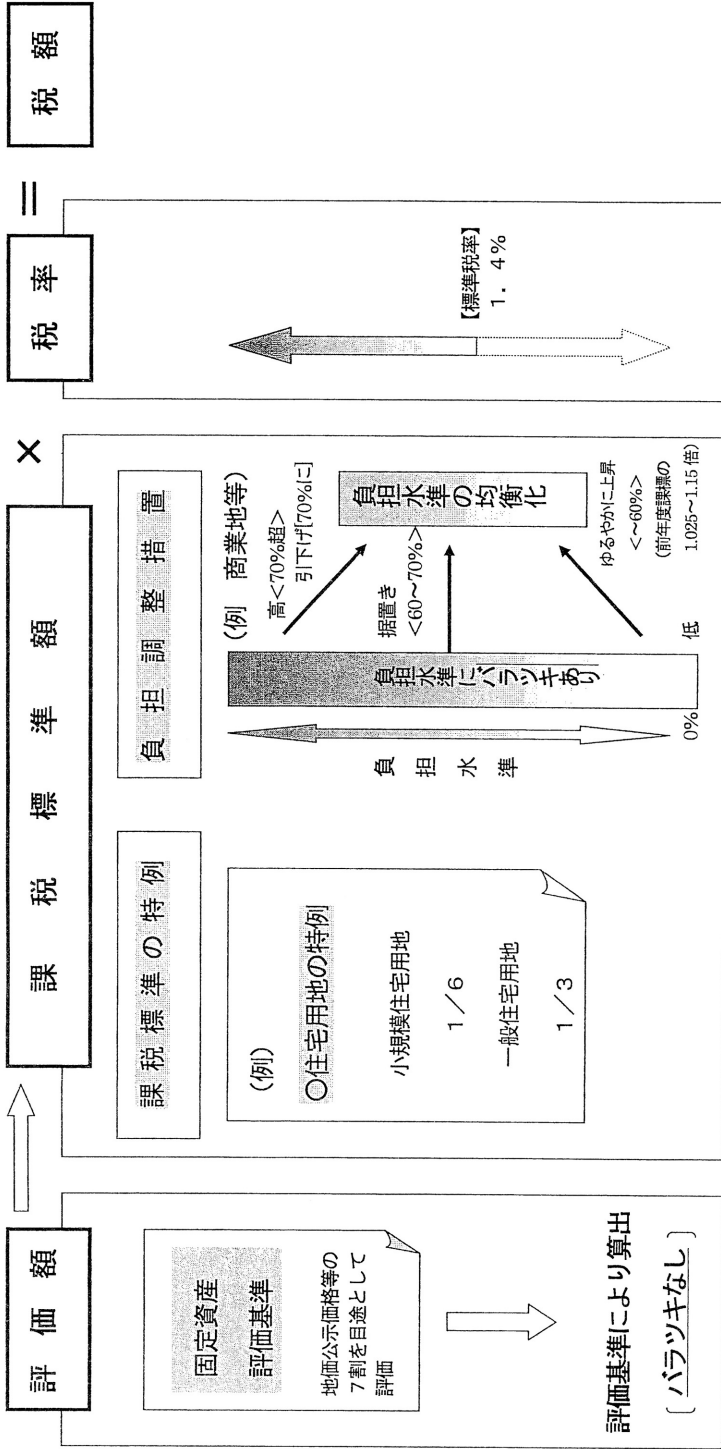 評 価 額
固定資産
評価基準
地価公示価格等の
7割を目途として
評価
評価基準により算出
〔 バラツキなし 〕
課 税 標 準 額
課 税 標 準 の 特 例
(例)
〇住宅用地の特例
小規模住宅用地
1／6
一般住宅用地
1／3
負 担 調 整 措 置
(例 商業地等)
負 担 水 準
0%
負担水準にバラツキあり
高<70%超>
引下げ[70%に]
据置き
<60～70%>
低
ゆるやかに上昇
<～60%>
(前年度課標の
1.025～1.15倍)
負担水準の均衡化
×
税 率
【標準税率】
1．4%
＝
税 額